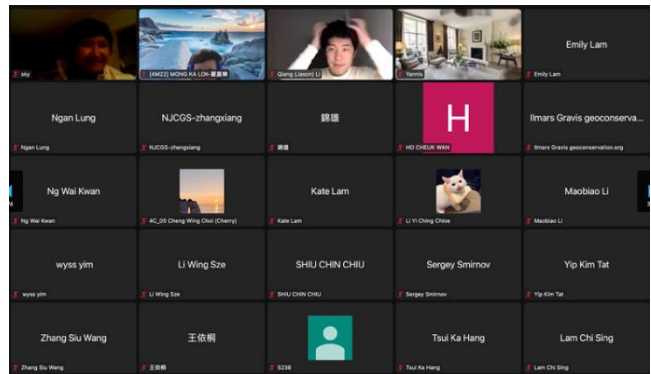 sky
[4M22] MONG KA LOK-蒙嘉樂
Qiang (Jason) Li
Yannis
Emily Lam
Emily Lam
Ngan Lung
Ngan Lung
NJCGS-zhangxiang
NJCGS-zhangxiang
錦雄
錦雄
H
HO CHEUK WAN
Ilmars Gravis geoconserva...
Ilmars Gravis geoconservation.org
Ng Wai Kwan
Ng Wai Kwan
4C_05 Cheng Wing Choi (Cherry)
Kate Lam
Kate Lam
LI Yi Ching Chloe
Maobiao Li
Maobiao Li
wyss yim
wyss yim
Li Wing Sze
Li Wing Sze
SHIU CHIN CHIU
SHIU CHIN CHIU
Sergey Smirnov
Sergey Smirnov
Yip Kim Tat
Yip Kim Tat
Zhang Siu Wang
Zhang Siu Wang
王依桐
王依桐
S238
Tsui Ka Hang
Tsui Ka Hang
Lam Chi Sing
Lam Chi Sing